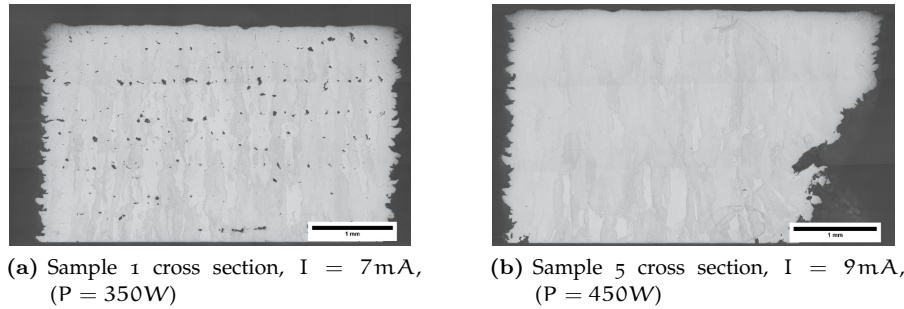 1 mm
1 mm
(a) Sample 1 cross section, I = 7mA,
(P = 350W)
(b) Sample 5 cross section, I = 9mA,
(P = 450W)